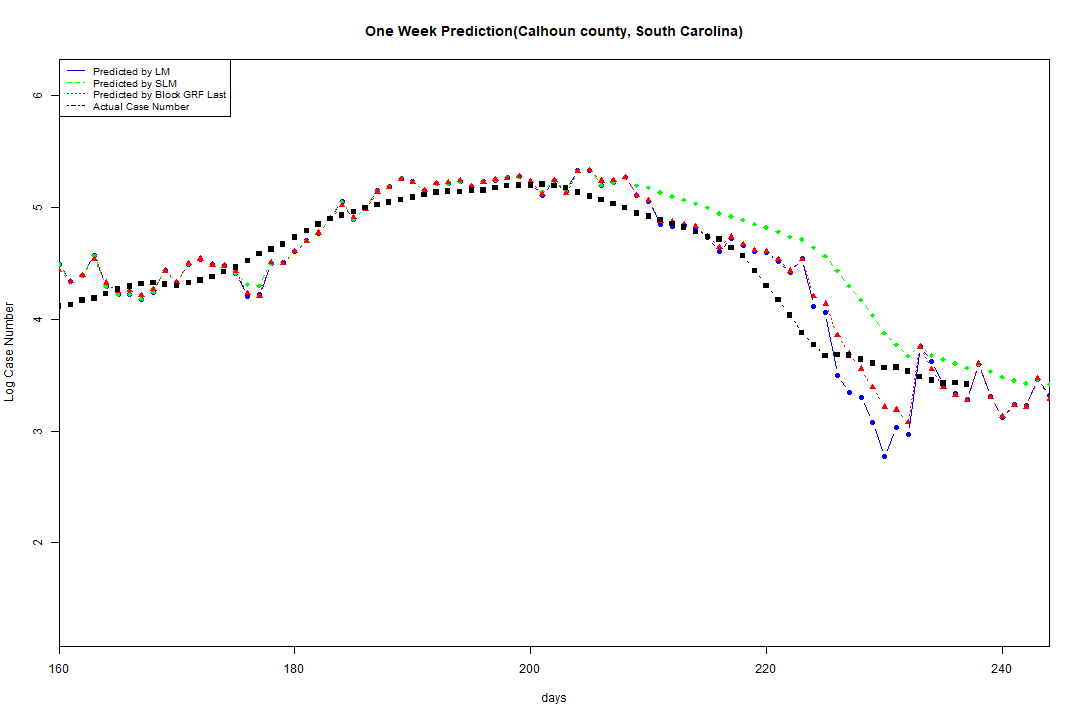 One Week Prediction(Calhoun county, South Carolina)
Predicted by LM
Predicted by SLM
Predicted by Block GRF Last
Actual Case Number
6
5
4
3
2
Log Case Number
160 180 200 220 240
days